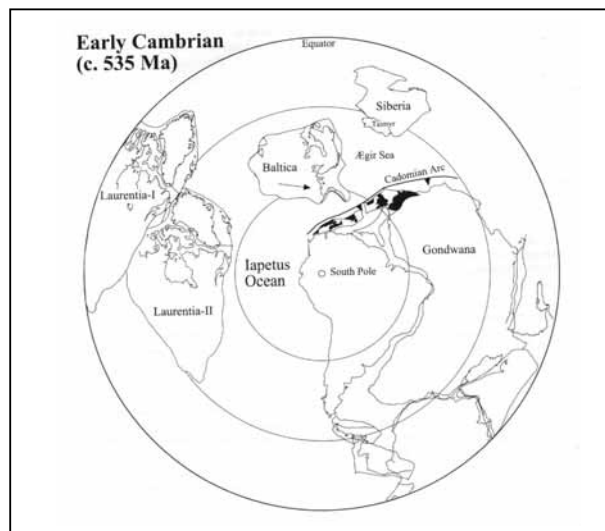 Early Cambrian
(c. 535 Ma)
Equator
Siberia
Taimyr
Baltica
Ægir Sea
Cadomian Arc
Laurentia-I
Gondwana
Iapetus
Ocean
South Pole
Laurentia-II